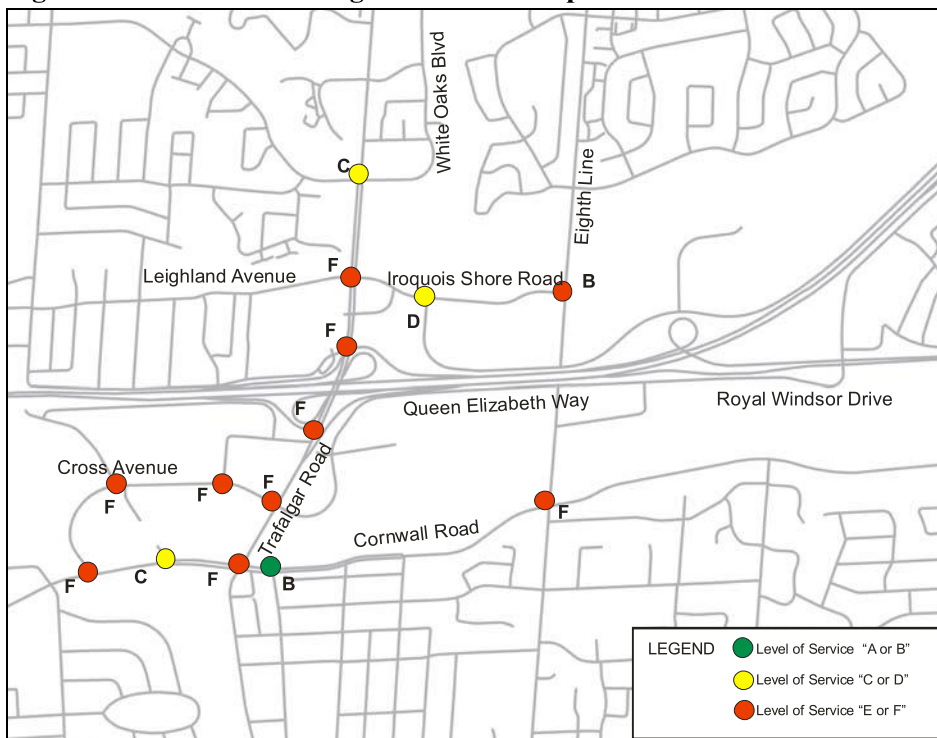 White Oaks Blvd
C
Eighth Line
Leighland Avenue
F
Iroquois Shore Road
B
D
F
Queen Elizabeth Way
Royal Windsor Drive
F
Cross Avenue
F
F
F
Trafalgar Road
F
Cornwall Road
F
C
F
B
LEGEND
Level of Service "A or B"
Level of Service "C or D"
Level of Service "E or F"